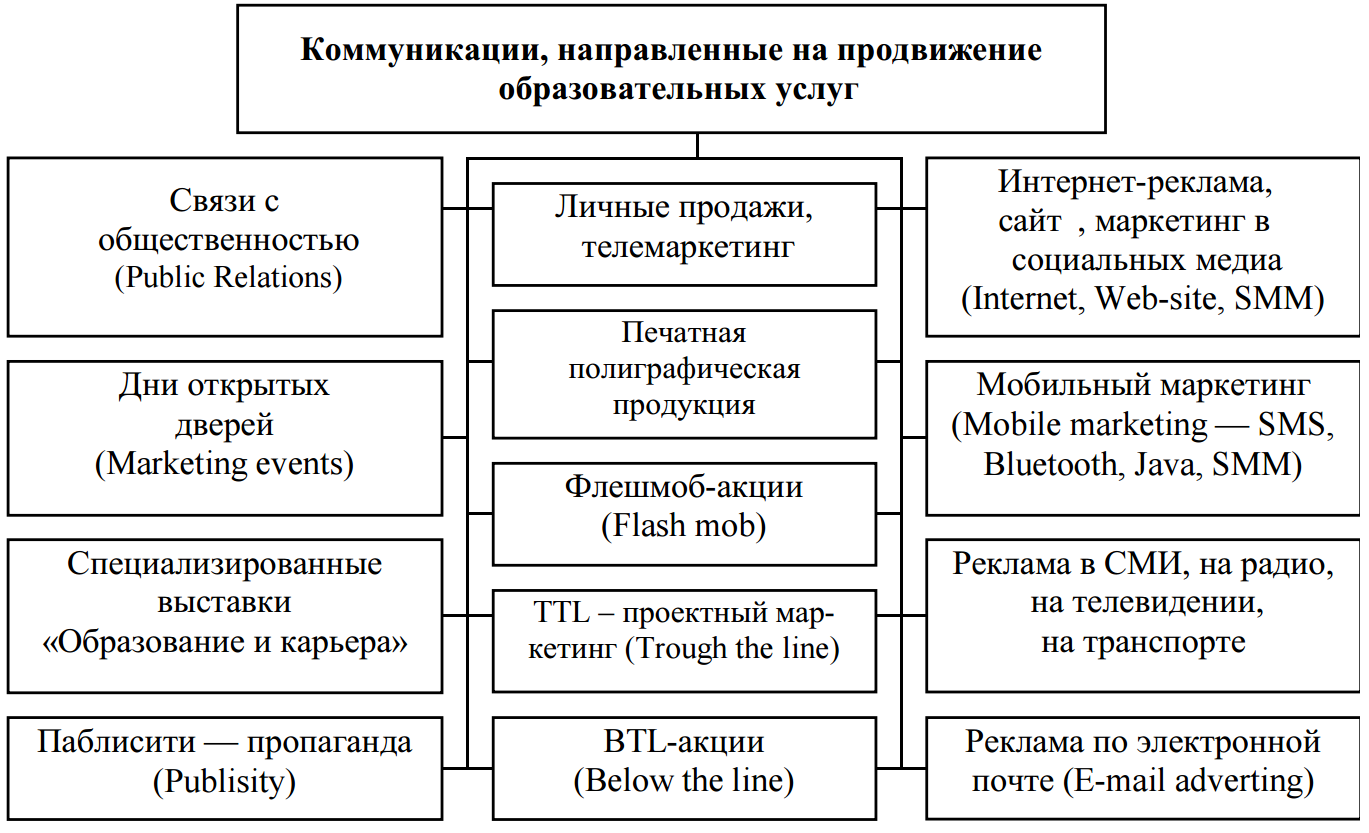 Коммуникации, направленные на продвижение
образовательных услуг
Связи с
общественностью
(Public Relations)
Дни открытых
дверей
(Marketing events)
Специализированные
выставки
«Образование и карьера»
Паблисити — пропаганда
(Publisity)
Личные продажи,
телемаркетинг
Печатная
полиграфическая
продукция
Флешмоб-акции
(Flash mob)
TTL – проектный мар-
кетинг (Trough the line)
BTL-акции
(Below the line)
Интернет-реклама,
сайт , маркетинг в
социальных медиа
(Internet, Web-site, SMM)
Мобильный маркетинг
(Mobile marketing — SMS,
Bluetooth, Java, SMM)
Реклама в СМИ, на радио,
на телевидении,
на транспорте
Реклама по электронной
почте (E-mail adverting)